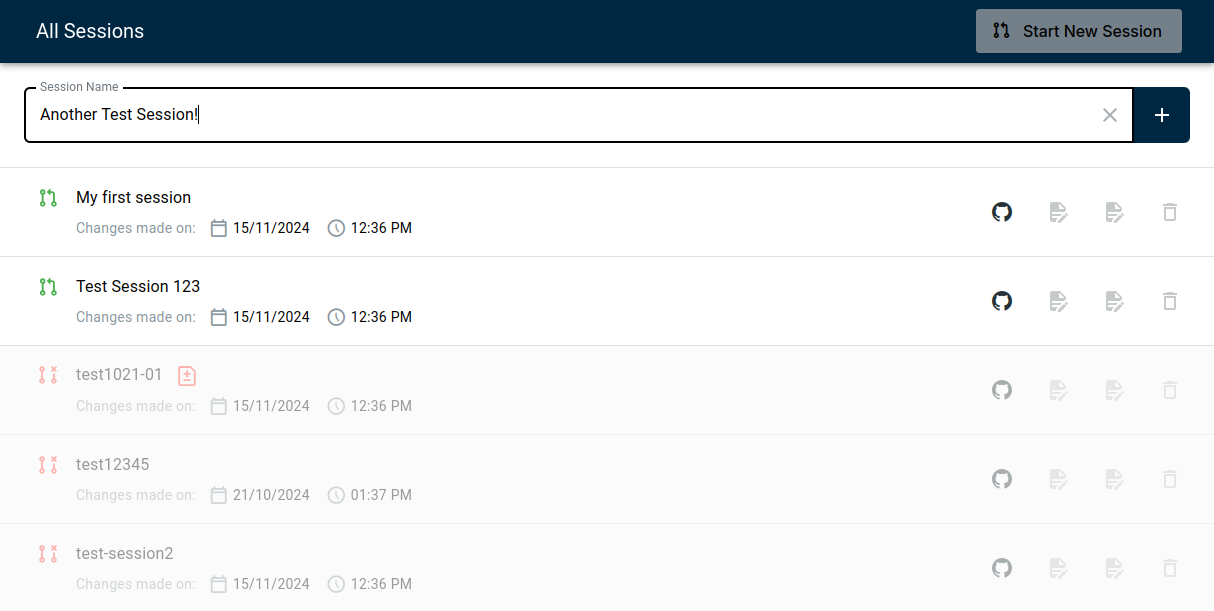 All Sessions
Start New Session
Session Name
Another Test Session!
My first session
Changes made on: 15/11/2024 12:36 PM
Test Session 123
Changes made on: 15/11/2024 12:36 PM
test1021-01
Changes made on: 15/11/2024 12:36 PM
test12345
Changes made on: 21/10/2024 01:37 PM
test-session2
Changes made on: 15/11/2024 12:36 PM